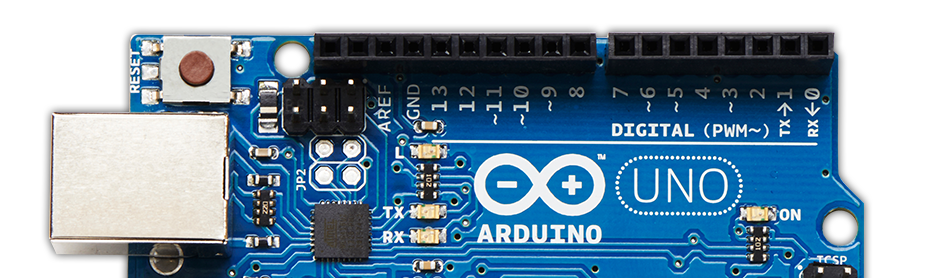 RESET
AREF
GND
13
12
~11
~10
~9
8
7
~6
~5
4
~3
2
TX→1
RX←0
DIGITAL (PWM~)
L
JP2
TX
RX
™
UNO
ARDUINO
ON
ICSP